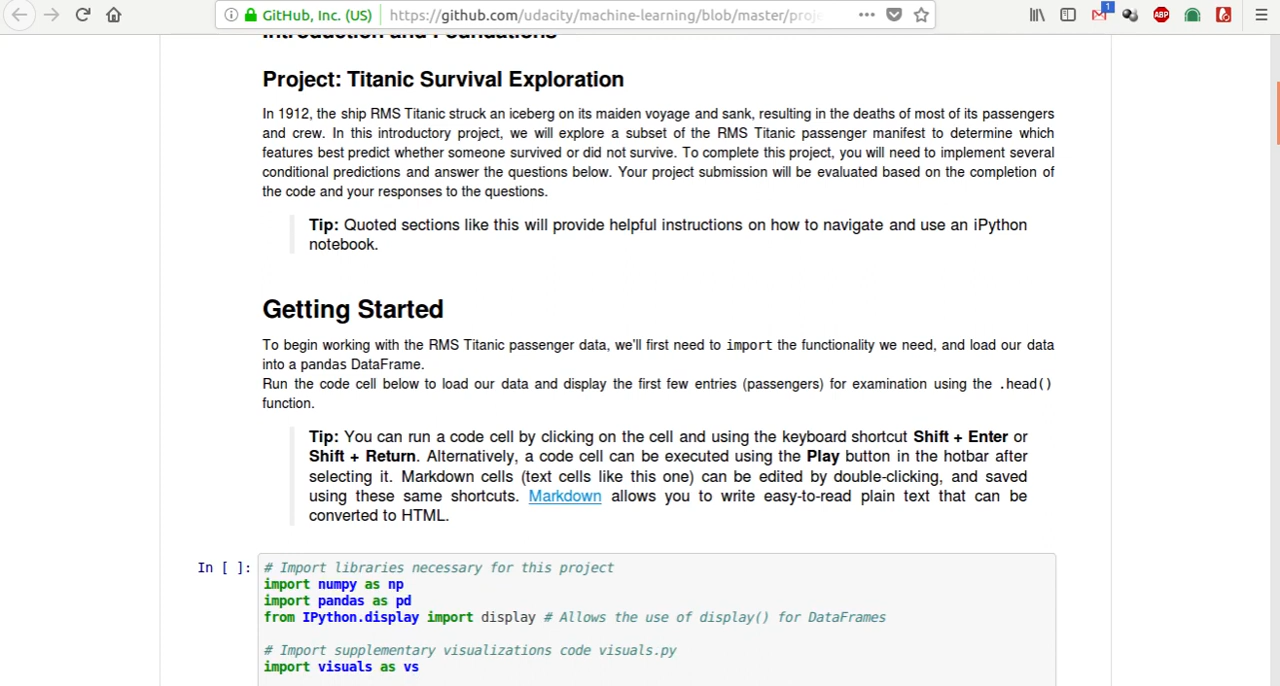 GitHub, Inc. (US) https://github.com/udacity/machine-learning/blob/master/proje
1
ABP
Introduction and Foundations
Project: Titanic Survival Exploration
In 1912, the ship RMS Titanic struck an iceberg on its maiden voyage and sank, resulting in the deaths of most of its passengers
and crew. In this introductory project, we will explore a subset of the RMS Titanic passenger manifest to determine which
features best predict whether someone survived or did not survive. To complete this project, you will need to implement several
conditional predictions and answer the questions below. Your project submission will be evaluated based on the completion of
the code and your responses to the questions.
Tip: Quoted sections like this will provide helpful instructions on how to navigate and use an iPython
notebook.
Getting Started
To begin working with the RMS Titanic passenger data, we'll first need to import the functionality we need, and load our data
into a pandas DataFrame.
Run the code cell below to load our data and display the first few entries (passengers) for examination using the .head()
function.
Tip: You can run a code cell by clicking on the cell and using the keyboard shortcut Shift + Enter or
Shift + Return. Alternatively, a code cell can be executed using the Play button in the hotbar after
selecting it. Markdown cells (text cells like this one) can be edited by double-clicking, and saved
using these same shortcuts. Markdown allows you to write easy-to-read plain text that can be
converted to HTML.
In [ ]: # Import libraries necessary for this project
import numpy as np
import pandas as pd
from IPython.display import display # Allows the use of display() for DataFrames
# Import supplementary visualizations code visuals.py
import visuals as vs